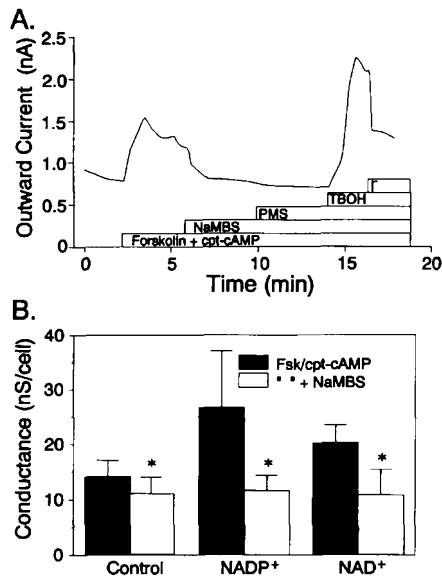 A.
Outward Current (nA)
2.5
2.0
1.5
1.0
0.5
0
TBOH
PMS
NaMBS
Forskolin + cpt-cAMP
0 5 10 15 20
Time (min)
B.
Conductance (nS/cell)
40
30
20
10
0
Fsk/cpt-cAMP
" " + NaMBS
* * *
Control NADP+ NAD+